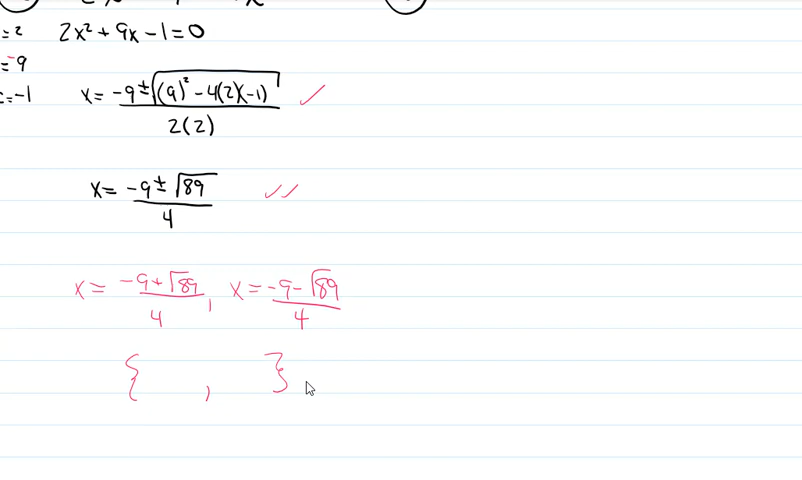 =2 2x² + 9x - 1 = 0
= 9
c = -1 x = -9 ± √((9)² - 4(2)(-1)) / 2(2) ✓
x = -9 ± √89 / 4 ✓✓
x = -9 + √89 / 4 , x = -9 - √89 / 4
{ , }